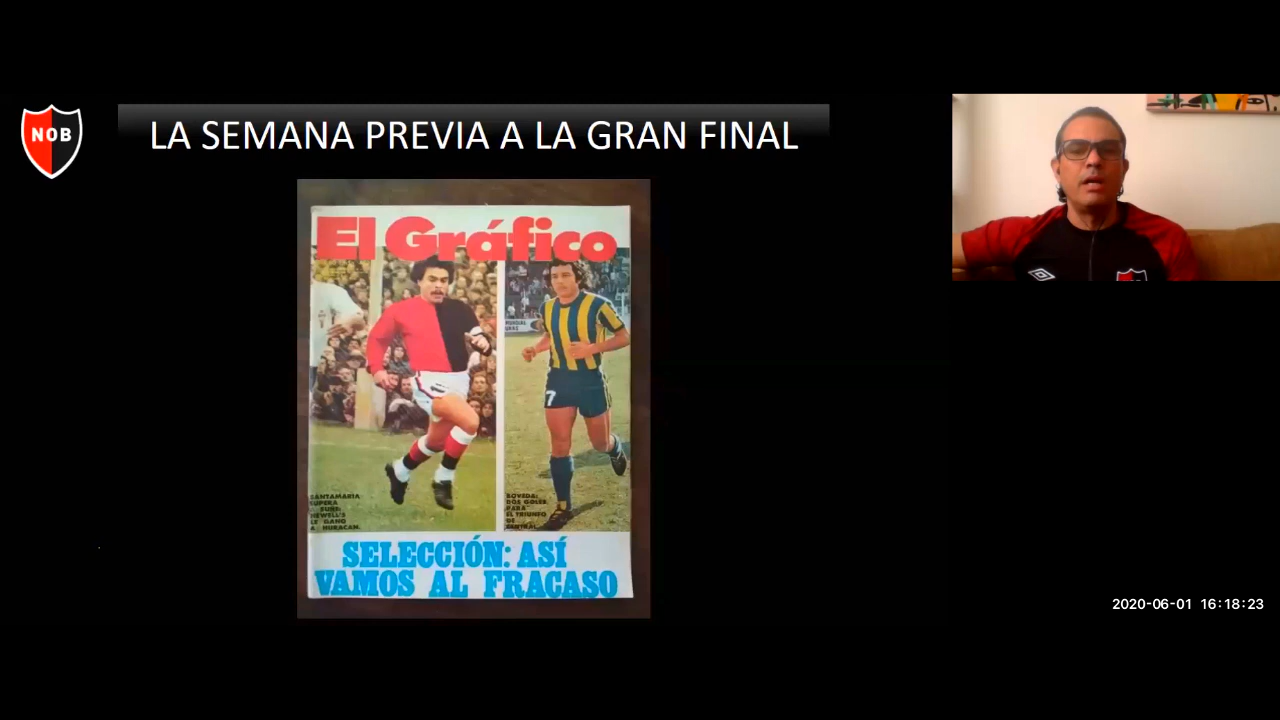 NOB
LA SEMANA PREVIA A LA GRAN FINAL
El Gráfico
7
SANTAMARIA
SUPERA
A SUÑE:
NEWELL'S
LE GANO
A HURACAN.
BOVEDA:
DOS GOLES
PARA
EL TRIUNFO
DE
CENTRAL.
SELECCIÓN: ASÍ
VAMOS AL FRACASO
2020-06-01 16:18:23